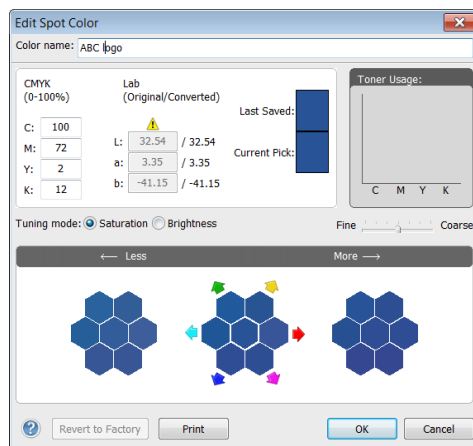 Edit Spot Color
Color name: ABC logo
CMYK
(0-100%)
Lab
(Original/Converted)
C: 100
M: 72
Y: 2
K: 12
L: 32.54 / 32.54
a: 3.35 / 3.35
b: -41.15 / -41.15
Last Saved:
Current Pick:
Toner Usage:
C M Y K
Tuning mode: Saturation Brightness
Fine Coarse
← Less More →
? Revert to Factory Print OK Cancel